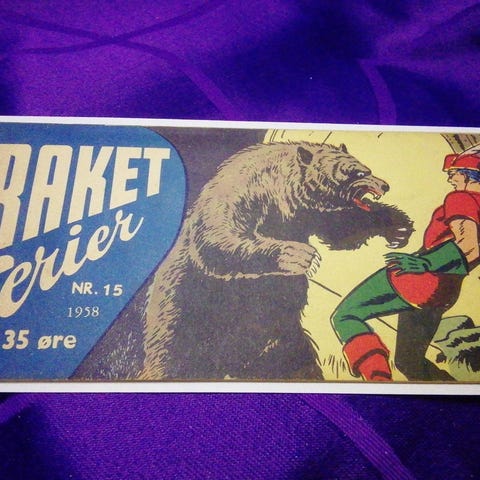 RAKET
Serier
NR. 15
1958
35 øre